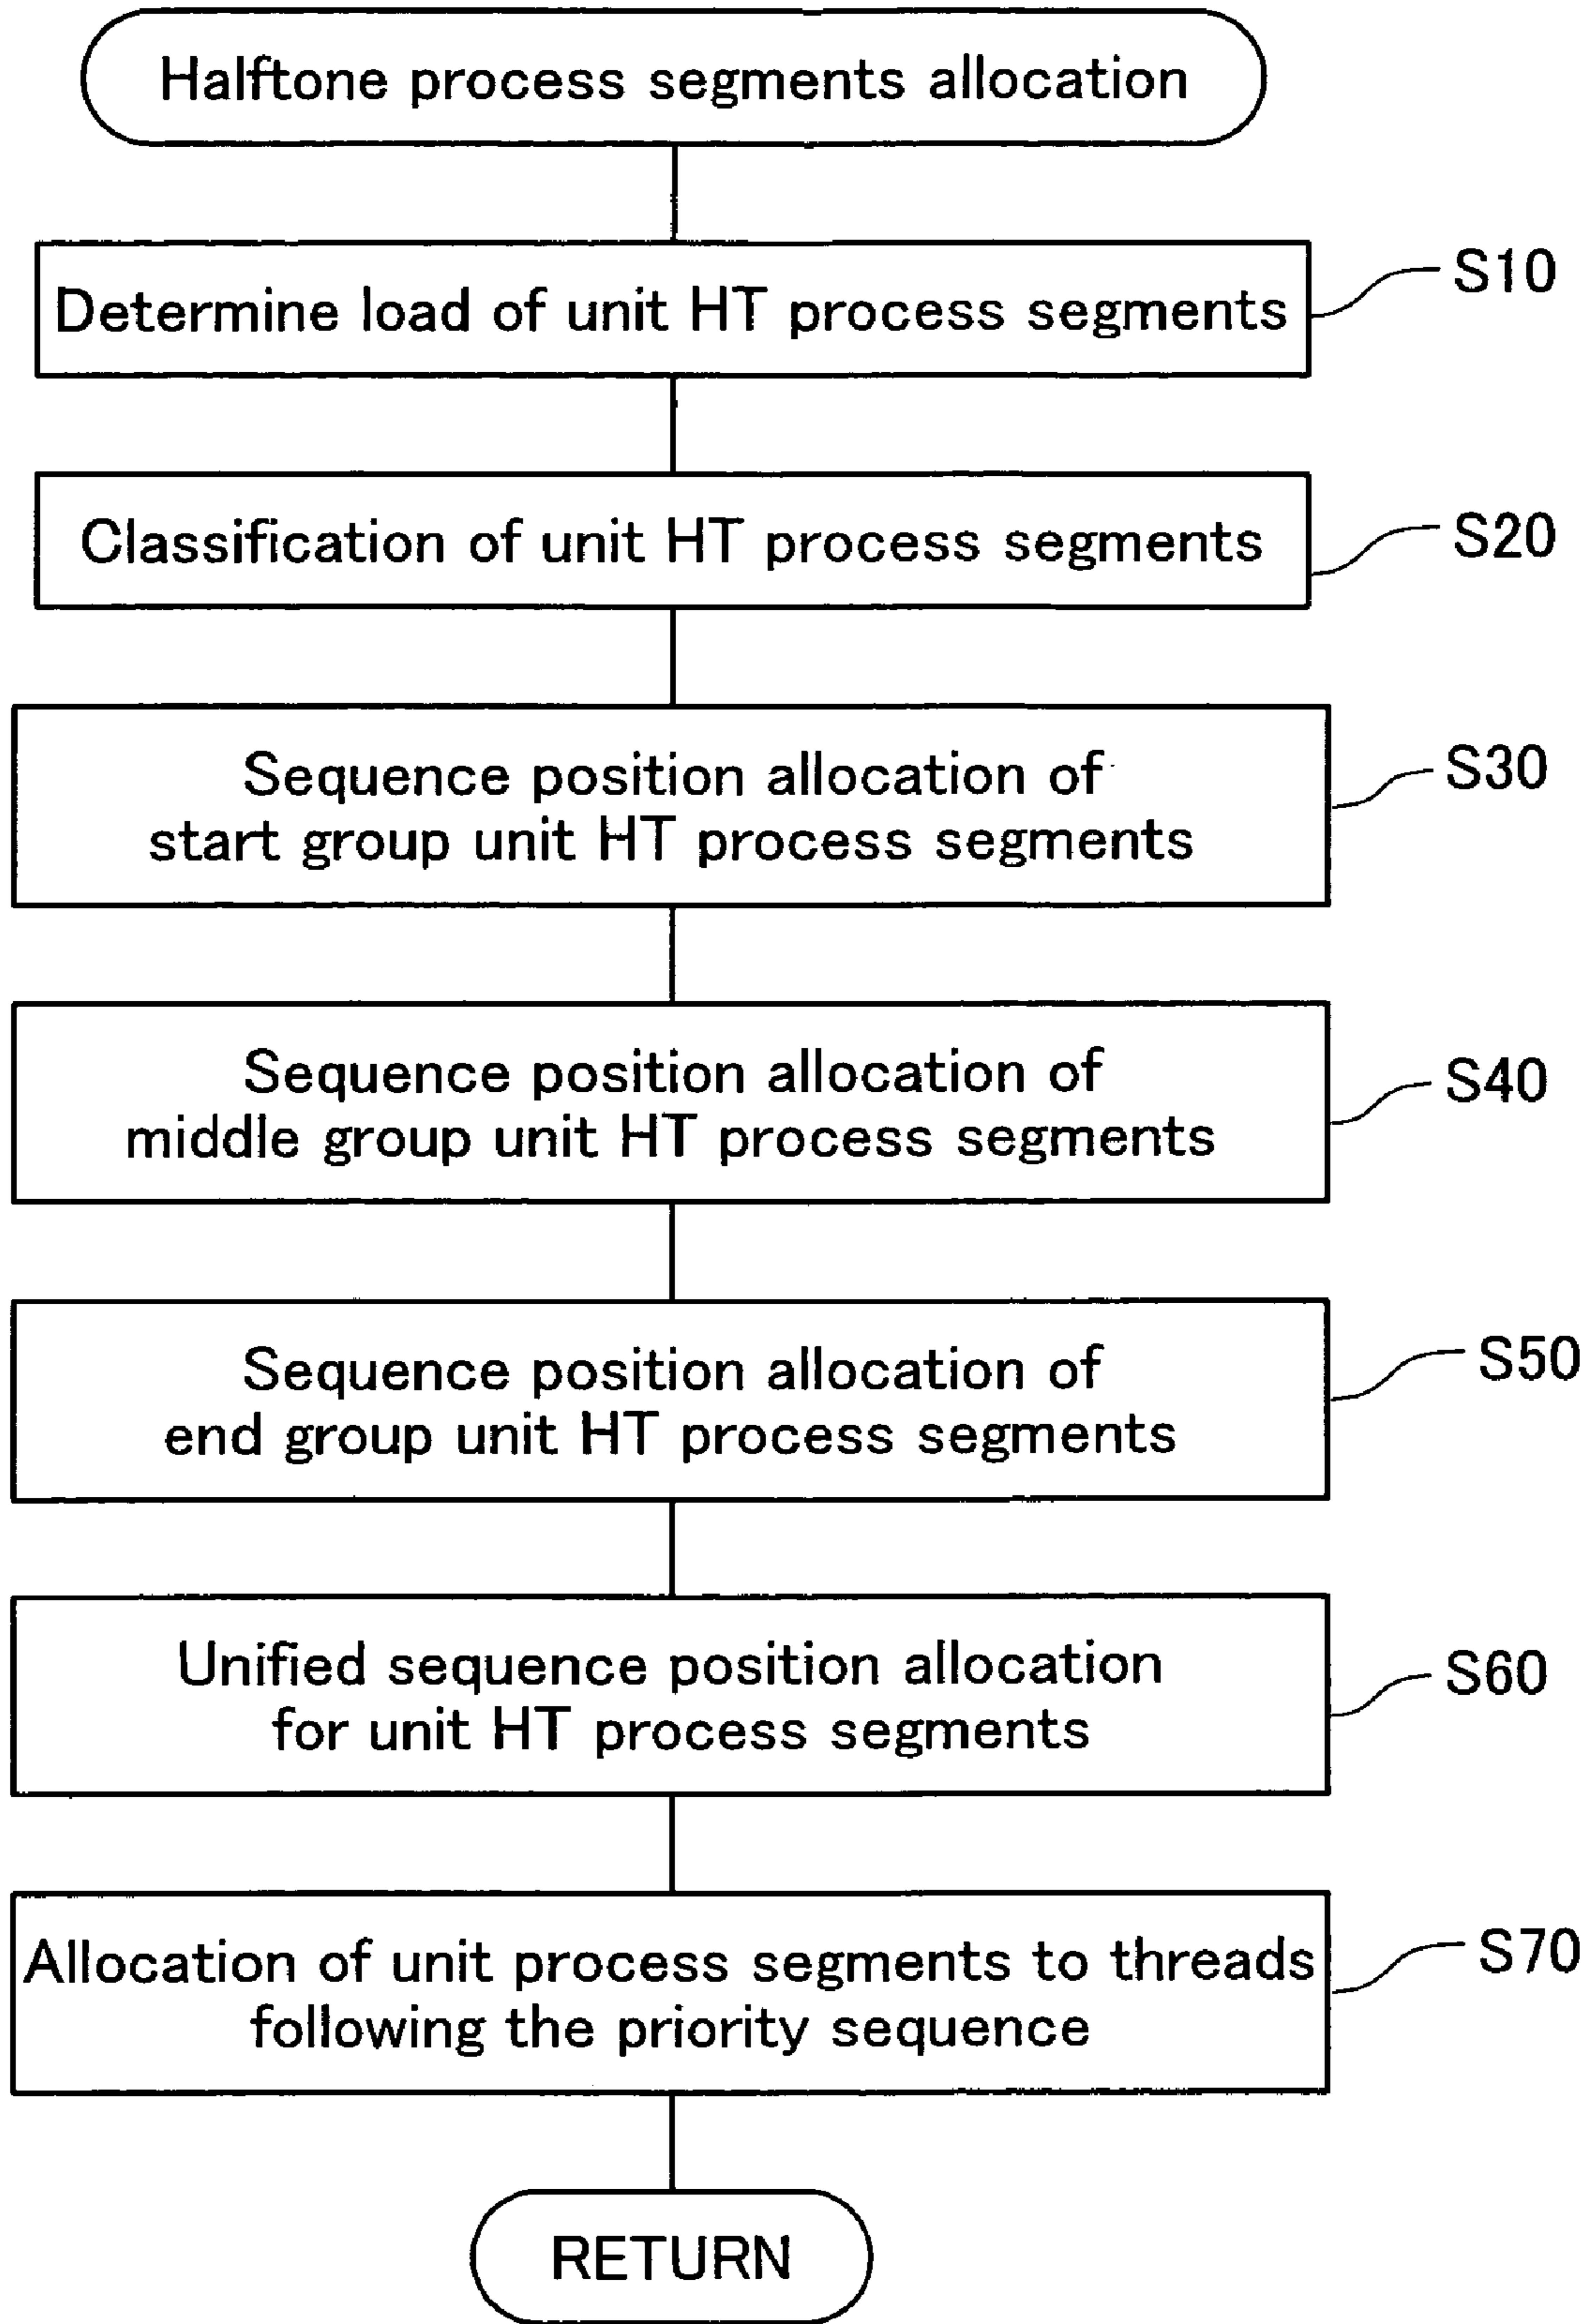 Halftone process segments allocation
Determine load of unit HT process segments
S10
Classification of unit HT process segments
S20
Sequence position allocation of
start group unit HT process segments
S30
Sequence position allocation of
middle group unit HT process segments
S40
Sequence position allocation of
end group unit HT process segments
S50
Unified sequence position allocation
for unit HT process segments
S60
Allocation of unit process segments to threads
following the priority sequence
S70
RETURN